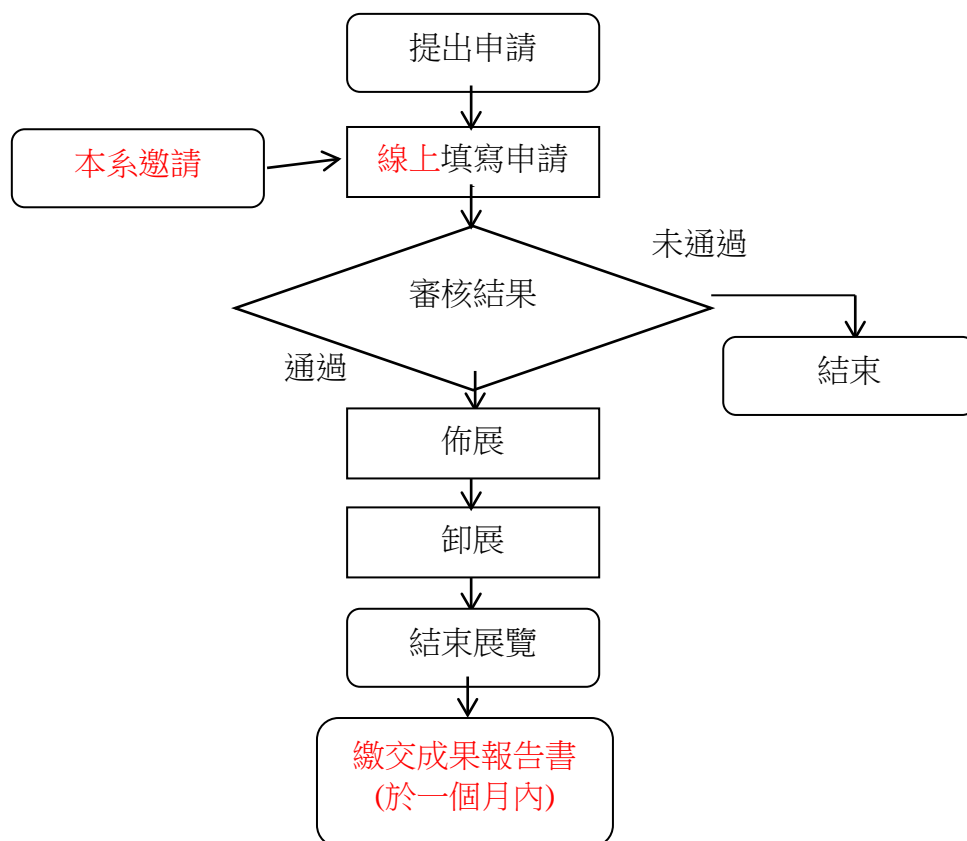 提出申請
本系邀請
線上填寫申請
未通過
審核結果
通過
結束
佈展
卸展
結束展覽
繳交成果報告書
(於一個月內)